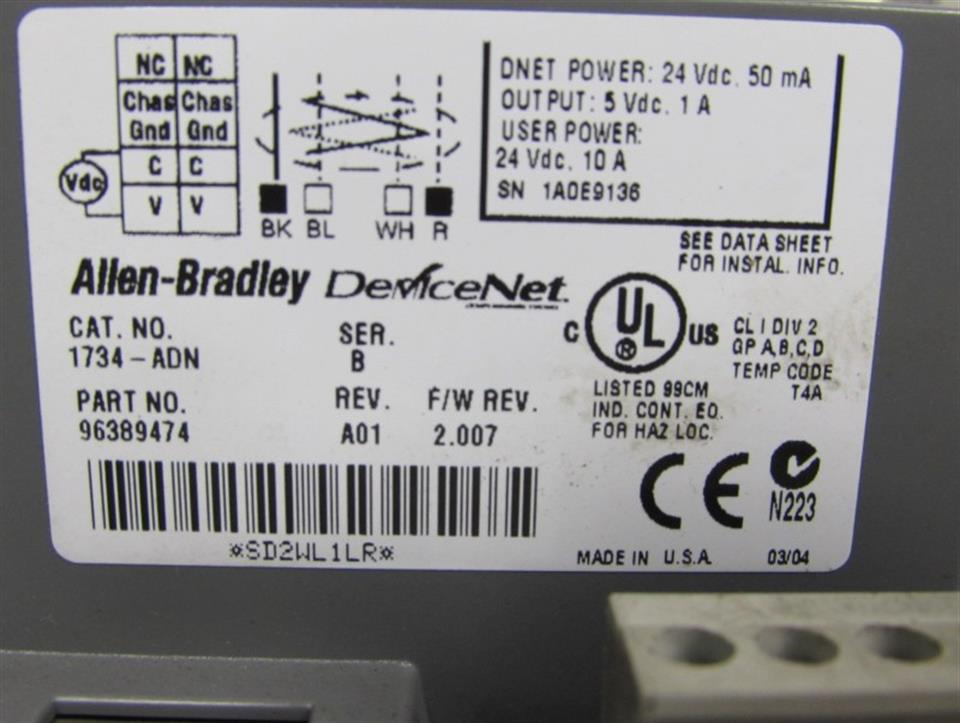 NC NC
Chas Chas
Gnd Gnd
C C
Vdc
V V
BK BL WH R
DNET POWER: 24 Vdc, 50 mA
OUTPUT: 5 Vdc, 1 A
USER POWER:
24 Vdc, 10 A
SN 1A0E9136
SEE DATA SHEET
FOR INSTAL. INFO.
Allen-Bradley DeviceNet
CAT. NO. SER.
1734-ADN B
PART NO. REV. F/W REV.
96389474 A01 2.007
C UL US
®
CL I DIV 2
GP A,B,C,D
TEMP CODE
T4A
LISTED 99CM
IND. CONT. EQ.
FOR HAZ LOC.
CE
N223
*SD2WL1LR*
MADE IN U.S.A. 03/04